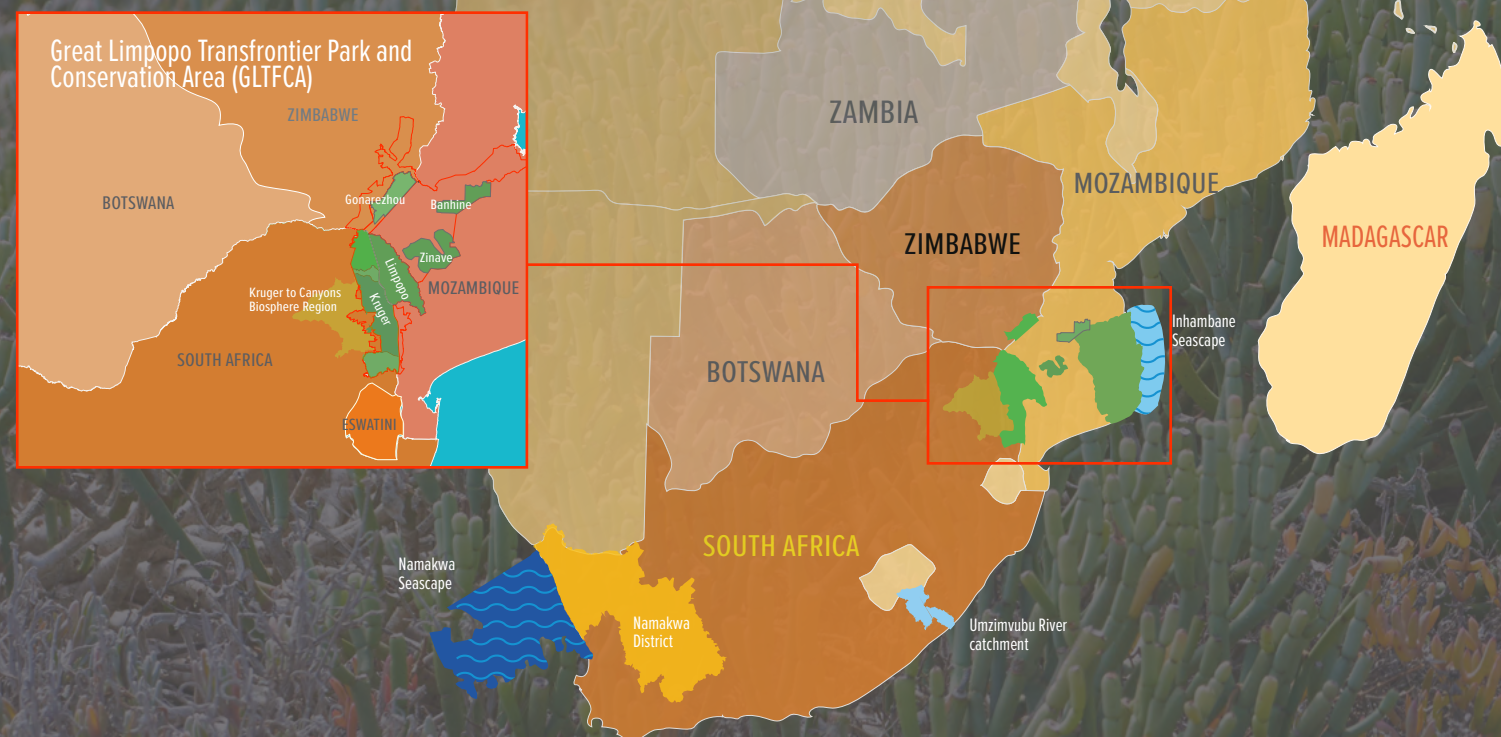 Great Limpopo Transfrontier Park and
Conservation Area (GLTFCA)
ZIMBABWE
BOTSWANA
Gonarezhou
Banhine
Zinave
Limpopo
MOZAMBIQUE
Kruger to Canyons
Biosphere Region
Kruger
SOUTH AFRICA
ESWATINI
ZAMBIA
MOZAMBIQUE
ZIMBABWE
MADAGASCAR
Inhambane
Seascape
BOTSWANA
SOUTH AFRICA
Namakwa
Seascape
Namakwa
District
Umzimvubu River
catchment